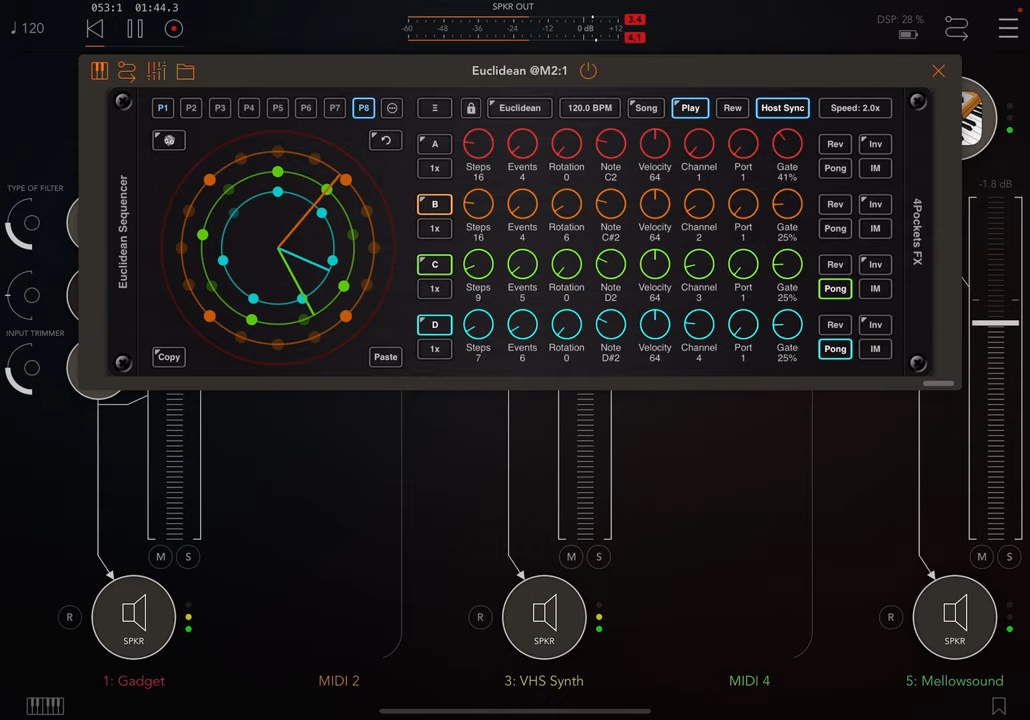 053:1 01:44.3
SPKR OUT
♩ 120
-60 -48 -36 -24 -12 0 dB +12
3.4
4.1
DSP: 28 %
Euclidean @M2:1
P1 P2 P3 P4 P5 P6 P7 P8
Euclidean 120.0 BPM Song Play Rew Host Sync Speed: 2.0x
A Rev Inv
1x Steps Events Rotation Note Velocity Channel Port Gate Pong IM
16 4 0 C2 64 1 1 41%
B Rev Inv
1x Steps Events Rotation Note Velocity Channel Port Gate Pong IM
16 4 6 C#2 64 2 1 25%
C Rev Inv
1x Steps Events Rotation Note Velocity Channel Port Gate Pong IM
9 5 0 D2 64 3 1 25%
D Rev Inv
1x Steps Events Rotation Note Velocity Channel Port Gate Pong IM
7 6 0 D#2 64 4 1 25%
Copy Paste
Euclidean Sequencer
4Pockets FX
TYPE OF FILTER
INPUT TRIMMER
-1.8 dB
M S M S M S
R SPKR R SPKR R SPKR
1: Gadget MIDI 2 3: VHS Synth MIDI 4 5: Mellowsound